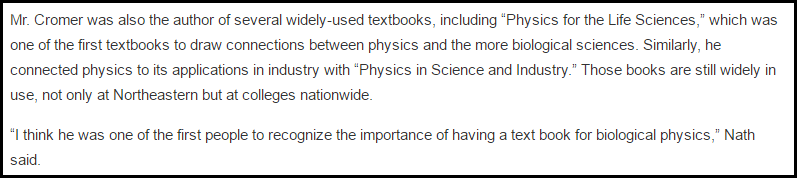 Mr. Cromer was also the author of several widely-used textbooks, including “Physics for the Life Sciences,” which was
one of the first textbooks to draw connections between physics and the more biological sciences. Similarly, he
connected physics to its applications in industry with “Physics in Science and Industry.” Those books are still widely in
use, not only at Northeastern but at colleges nationwide.
“I think he was one of the first people to recognize the importance of having a text book for biological physics,” Nath
said.